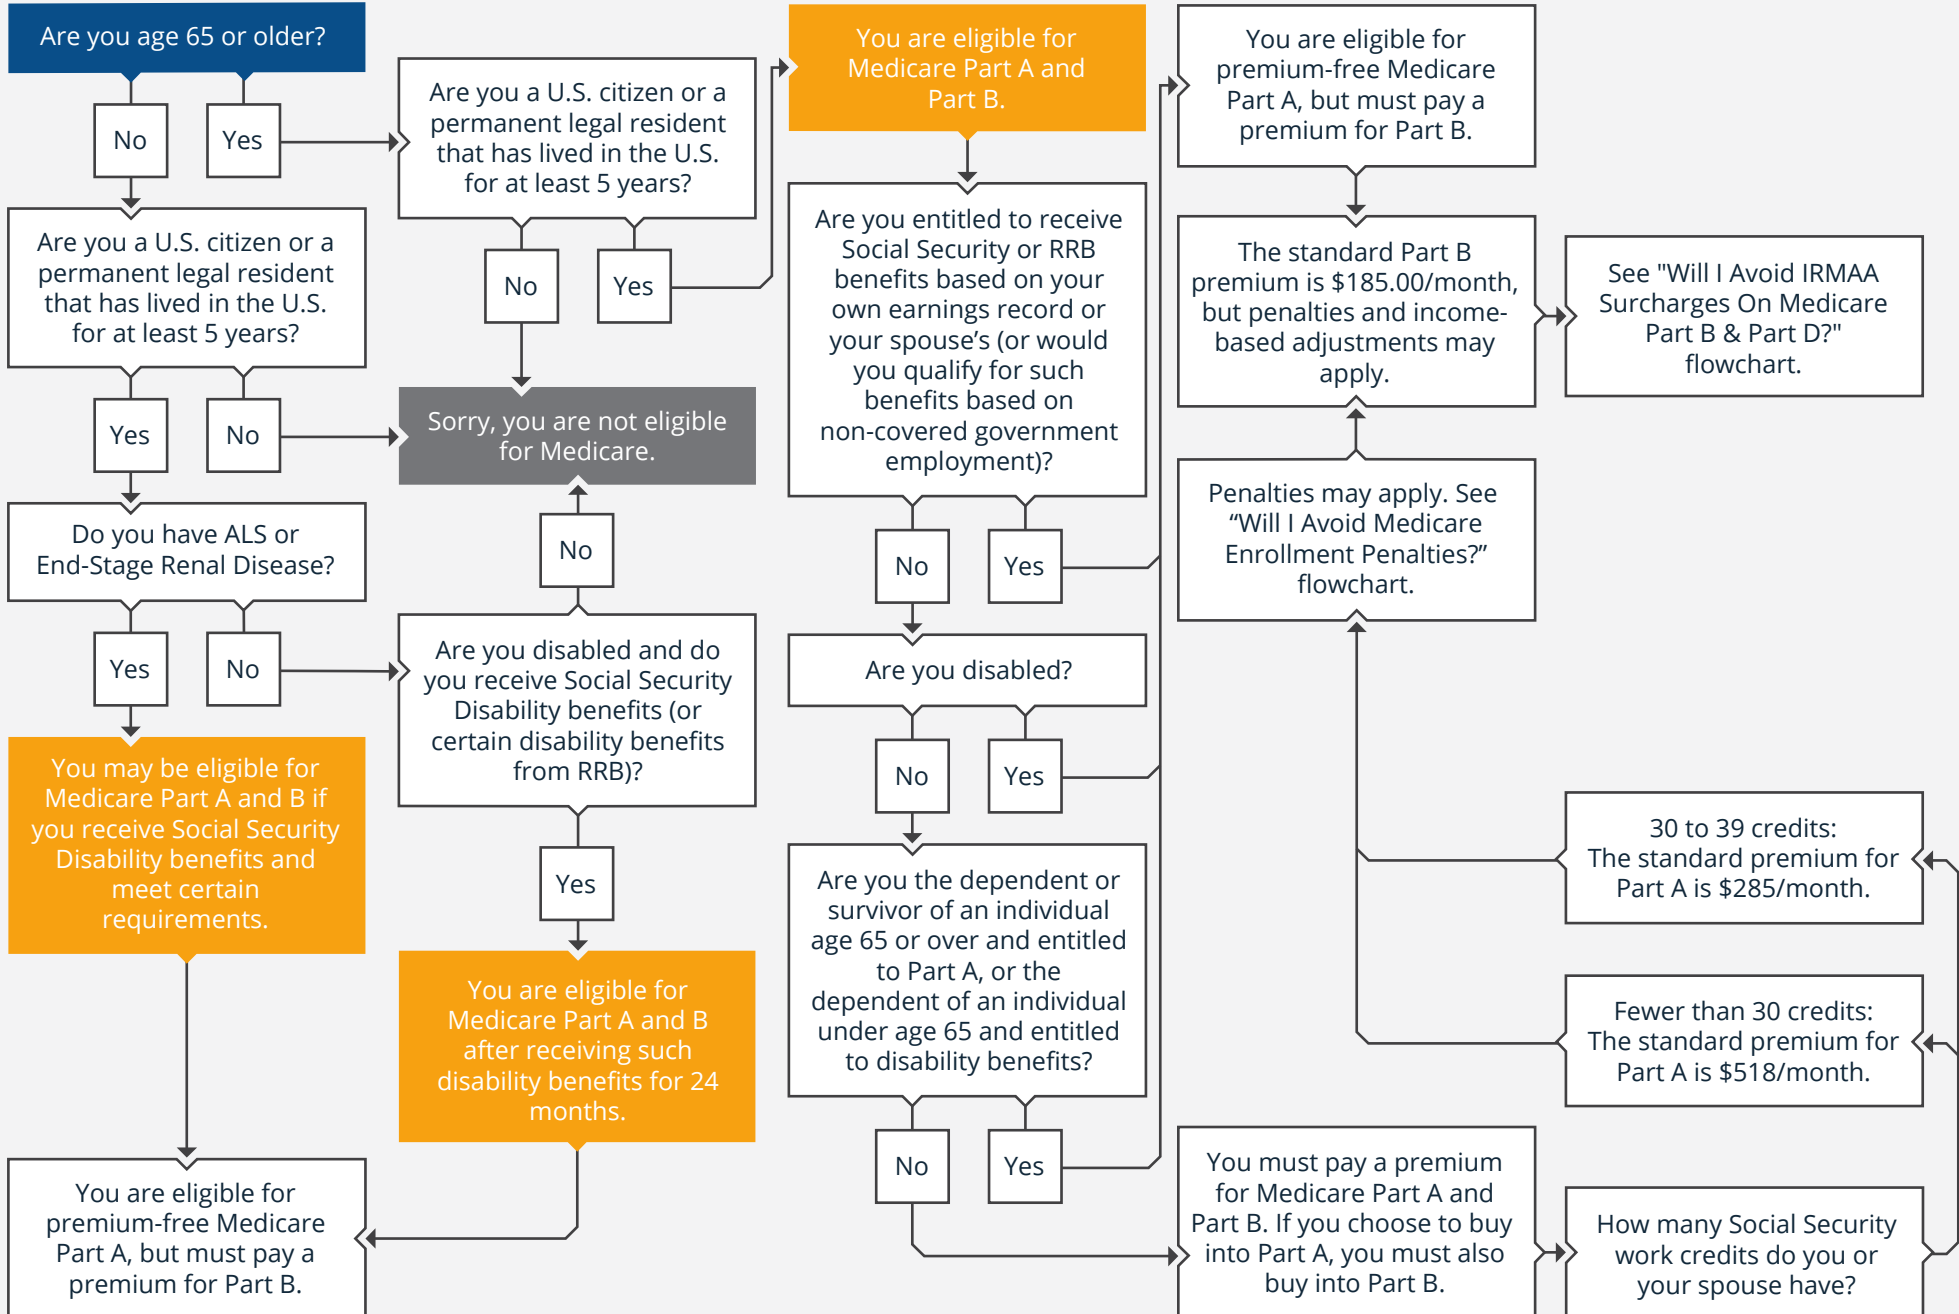 Are you age 65 or older?
No
Yes
Are you a U.S. citizen or a
permanent legal resident
that has lived in the U.S.
for at least 5 years?
Yes
No
Do you have ALS or
End-Stage Renal Disease?
Yes
No
You may be eligible for
Medicare Part A and B if
you receive Social Security
Disability benefits and
meet certain
requirements.
You are eligible for
premium-free Medicare
Part A, but must pay a
premium for Part B.
Are you a U.S. citizen or a
permanent legal resident
that has lived in the U.S.
for at least 5 years?
No
Yes
Sorry, you are not eligible
for Medicare.
No
Are you disabled and do
you receive Social Security
Disability benefits (or
certain disability benefits
from RRB)?
Yes
You are eligible for
Medicare Part A and B
after receiving such
disability benefits for 24
months.
You are eligible for
Medicare Part A and
Part B.
Are you entitled to receive
Social Security or RRB
benefits based on your
own earnings record or
your spouse’s (or would
you qualify for such
benefits based on
non-covered government
employment)?
No
Yes
Are you disabled?
No
Yes
Are you the dependent or
survivor of an individual
age 65 or over and entitled
to Part A, or the
dependent of an individual
under age 65 and entitled
to disability benefits?
No
Yes
You are eligible for
premium-free Medicare
Part A, but must pay a
premium for Part B.
The standard Part B
premium is $185.00/month,
but penalties and income-
based adjustments may
apply.
See "Will I Avoid IRMAA
Surcharges On Medicare
Part B & Part D?"
flowchart.
Penalties may apply. See
“Will I Avoid Medicare
Enrollment Penalties?”
flowchart.
30 to 39 credits:
The standard premium for
Part A is $285/month.
Fewer than 30 credits:
The standard premium for
Part A is $518/month.
You must pay a premium
for Medicare Part A and
Part B. If you choose to buy
into Part A, you must also
buy into Part B.
How many Social Security
work credits do you or
your spouse have?